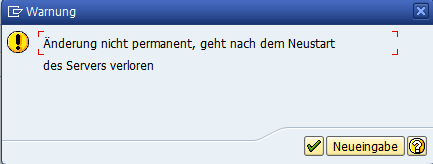 Warnung
Änderung nicht permanent, geht nach dem Neustart
des Servers verloren
Neueingabe